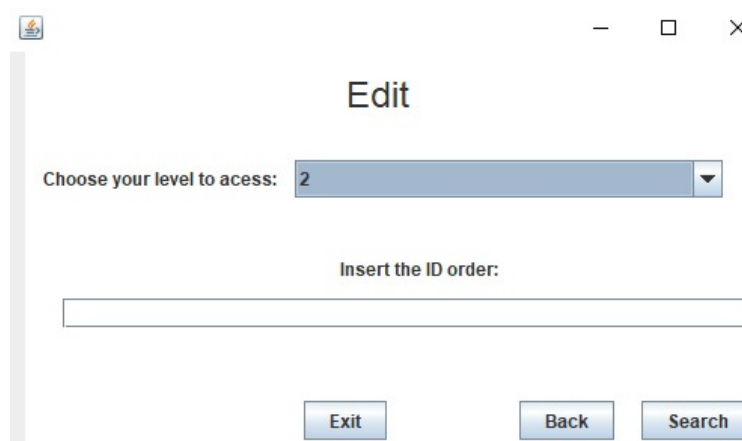 Edit
Choose your level to acess: 2
Insert the ID order:
Exit Back Search